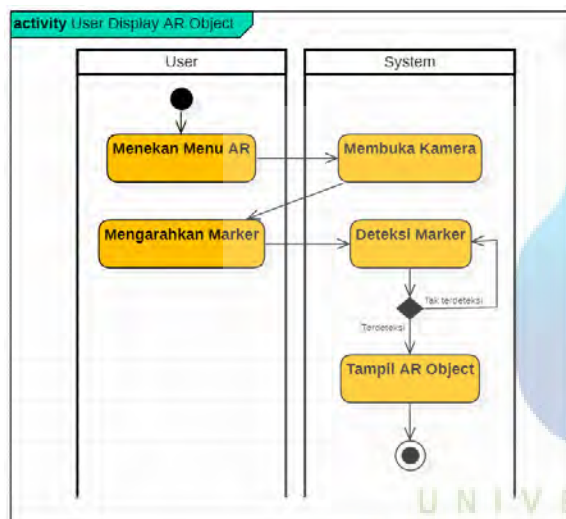 activity User Display AR Object
User
System
Menekan Menu AR
Membuka Kamera
Mengarahkan Marker
Deteksi Marker
Tak terdeteksi
Terdeteksi
Tampil AR Object